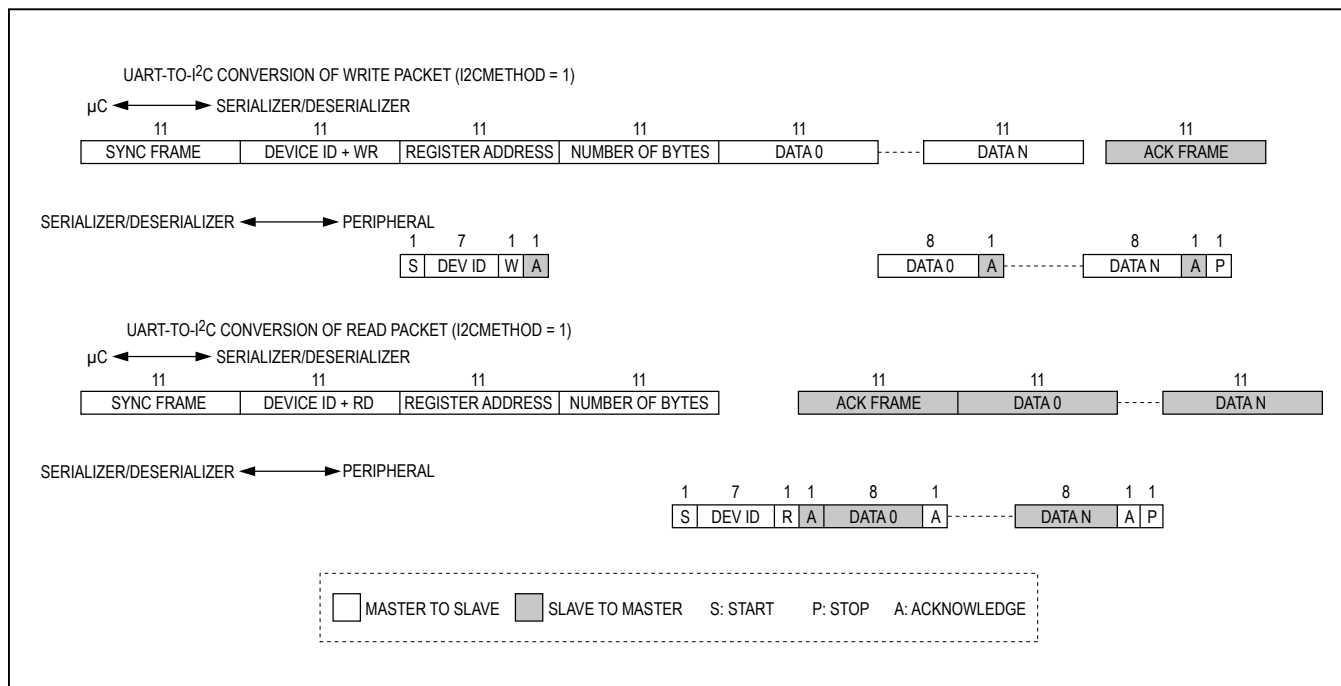 UART-TO-I2C CONVERSION OF WRITE PACKET (I2CMETHOD = 1)
µC SERIALIZER/DESERIALIZER
11 11 11 11 11 11 11
SYNC FRAME DEVICE ID + WR REGISTER ADDRESS NUMBER OF BYTES DATA 0 DATA N ACK FRAME
SERIALIZER/DESERIALIZER PERIPHERAL
1 7 1 1 8 1 8 1 1
S DEV ID W A DATA 0 A DATA N A P
UART-TO-I2C CONVERSION OF READ PACKET (I2CMETHOD = 1)
µC SERIALIZER/DESERIALIZER
11 11 11 11 11 11 11
SYNC FRAME DEVICE ID + RD REGISTER ADDRESS NUMBER OF BYTES ACK FRAME DATA 0 DATA N
SERIALIZER/DESERIALIZER PERIPHERAL
1 7 1 1 8 1 8 1 1
S DEV ID R A DATA 0 A DATA N A P
MASTER TO SLAVE SLAVE TO MASTER S: START P: STOP A: ACKNOWLEDGE